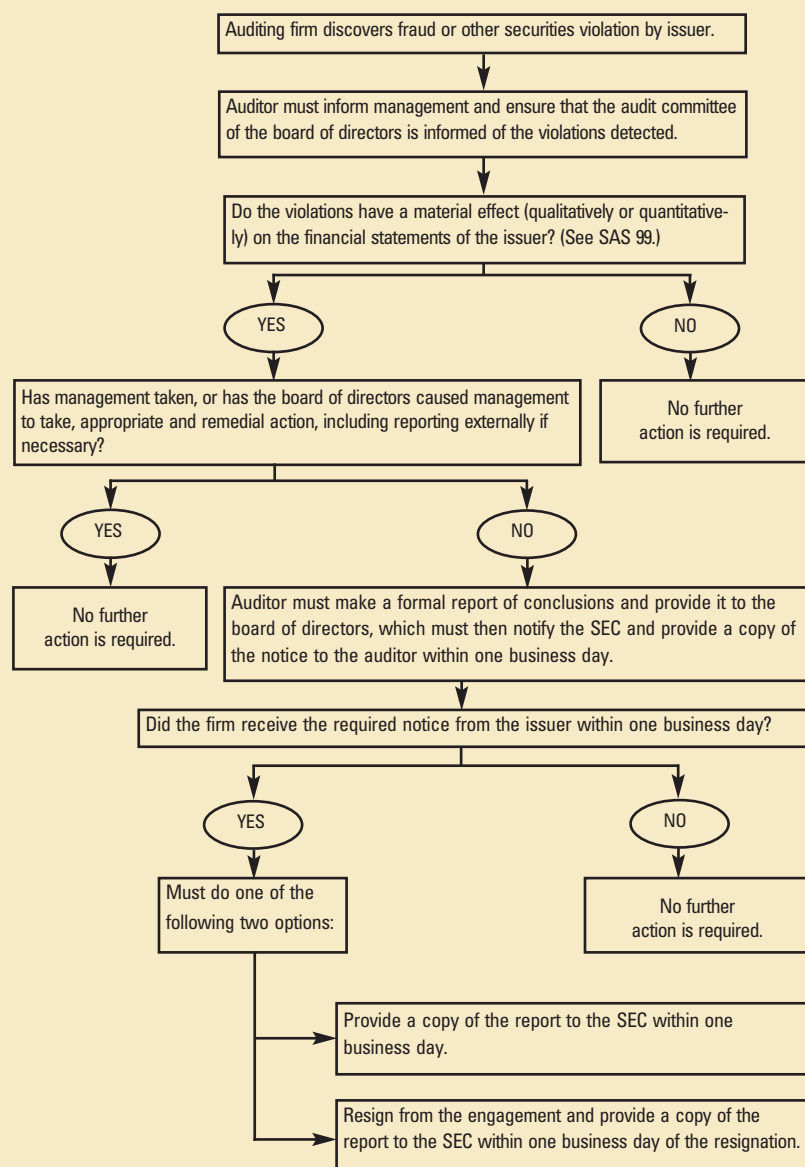 Auditing firm discovers fraud or other securities violation by issuer.
Auditor must inform management and ensure that the audit committee
of the board of directors is informed of the violations detected.
Do the violations have a material effect (qualitatively or quantitative-
ly) on the financial statements of the issuer? (See SAS 99.)
YES
NO
Has management taken, or has the board of directors caused management
to take, appropriate and remedial action, including reporting externally if
necessary?
No further
action is required.
YES
NO
No further
action is required.
Auditor must make a formal report of conclusions and provide it to the
board of directors, which must then notify the SEC and provide a copy of
the notice to the auditor within one business day.
Did the firm receive the required notice from the issuer within one business day?
YES
NO
Must do one of the
following two options:
No further
action is required.
Provide a copy of the report to the SEC within one
business day.
Resign from the engagement and provide a copy of the
report to the SEC within one business day of the resignation.